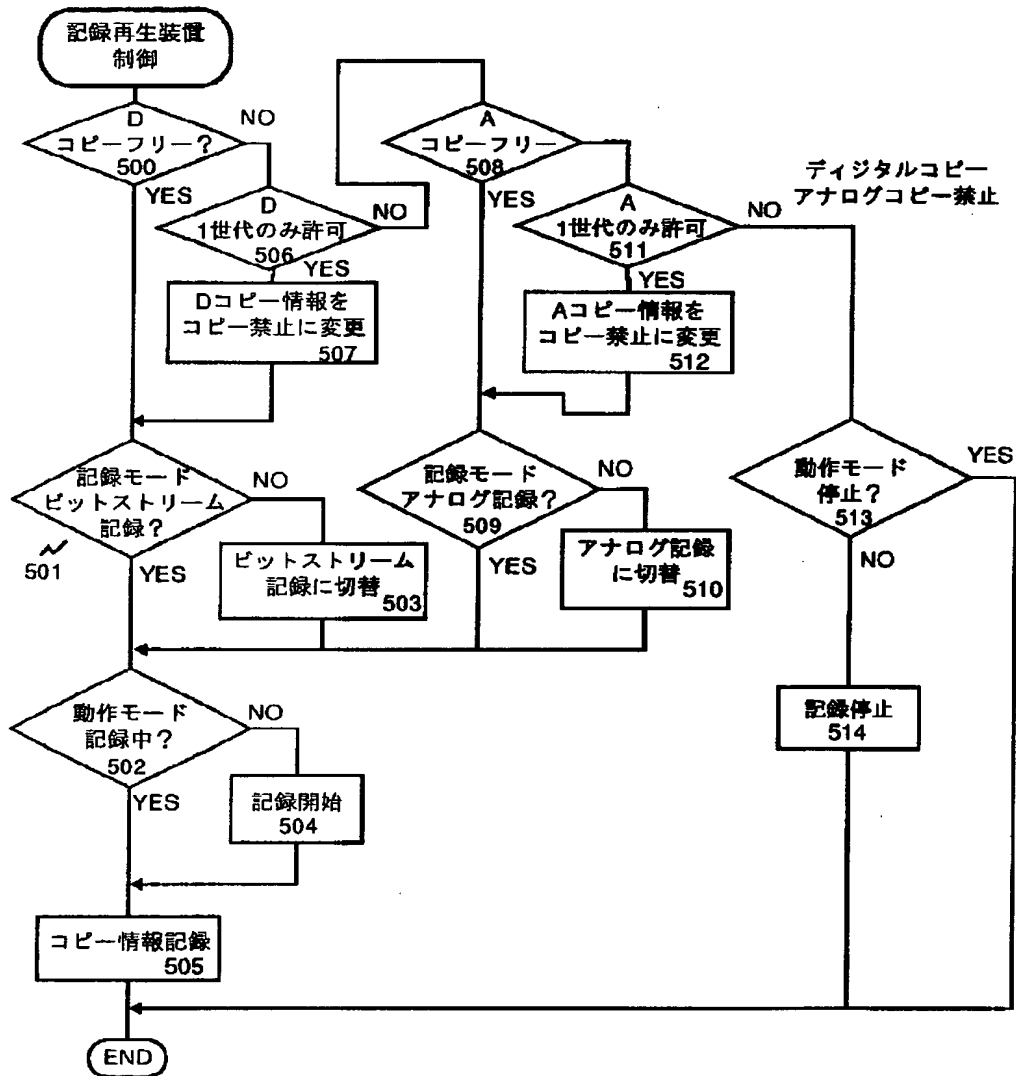 記録再生装置
制御
D
コピーフリー?
500
NO
YES
D
1世代のみ許可
506
NO
YES
Dコピー情報を
コピー禁止に変更
507
A
コピーフリー
508
YES
A
1世代のみ許可
511
NO
YES
Aコピー情報を
コピー禁止に変更
512
ディジタルコピー
アナログコピー禁止
記録モード
ビットストリーム
記録?
501
NO
YES
ビットストリーム
記録に切替
503
記録モード
アナログ記録?
509
NO
YES
アナログ記録
に切替
510
動作モード
停止?
513
YES
NO
動作モード
記録中?
502
NO
YES
記録開始
504
記録停止
514
コピー情報記録
505
END